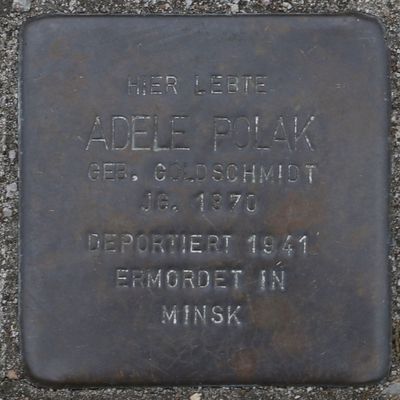 HIER LEBTE
ADELE POLAK
GEB. GOLDSCHMIDT
JG. 1870
DEPORTIERT 1941
ERMORDET IN
MINSK